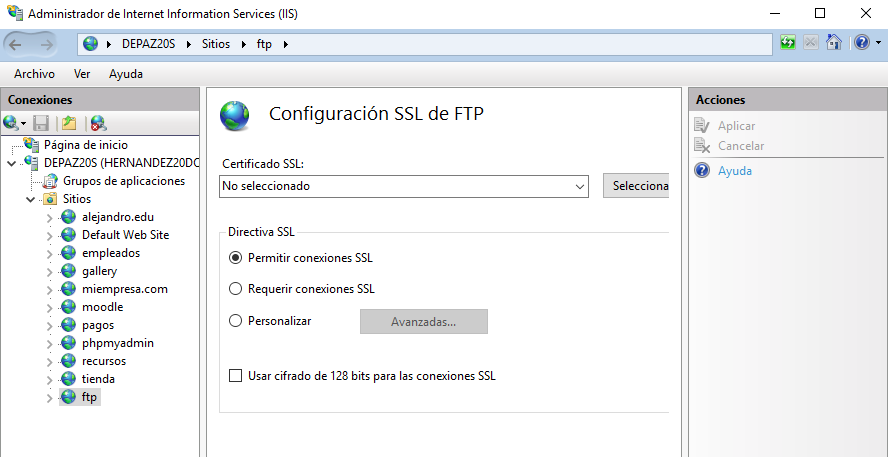 Administrador de Internet Information Services (IIS)
DEPAZ20S Sitios ftp
Archivo Ver Ayuda
Conexiones
Página de inicio
DEPAZ20S (HERNANDEZ20DO
Grupos de aplicaciones
Sitios
alejandro.edu
Default Web Site
empleados
gallery
miempresa.com
moodle
pagos
phpmyadmin
recursos
tienda
ftp
Configuración SSL de FTP
Certificado SSL:
No seleccionado
Selecciona
Directiva SSL
Permitir conexiones SSL
Requerir conexiones SSL
Personalizar
Avanzadas...
Usar cifrado de 128 bits para las conexiones SSL
Acciones
Aplicar
Cancelar
Ayuda